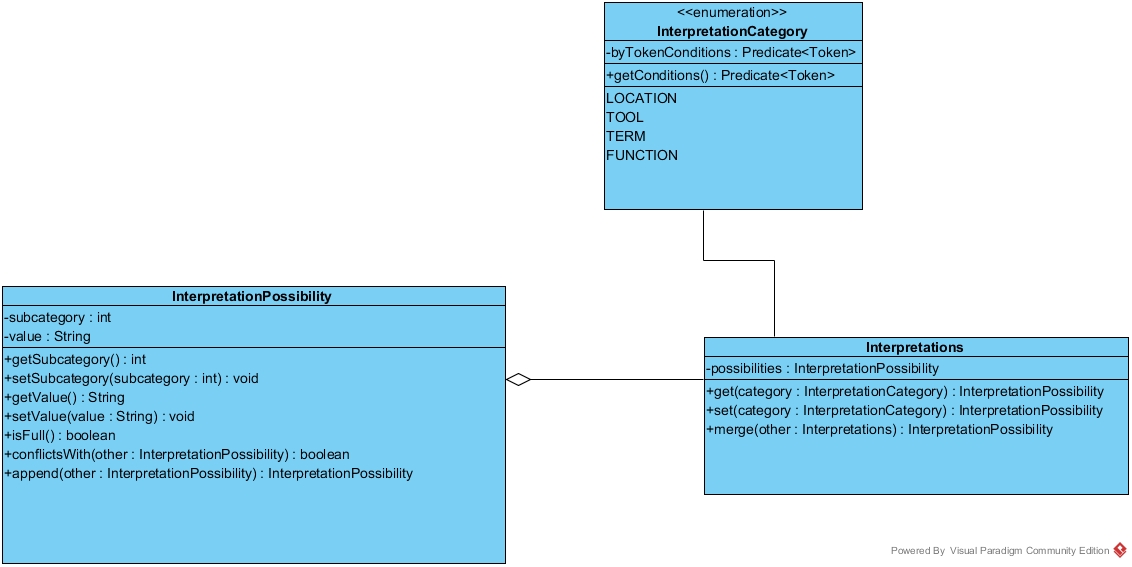 <<enumeration>>
InterpretationCategory
-byTokenConditions : Predicate<Token>
+getConditions() : Predicate<Token>
LOCATION
TOOL
TERM
FUNCTION
InterpretationPossibility
-subcategory : int
-value : String
+getSubcategory() : int
+setSubcategory(subcategory : int) : void
+getValue() : String
+setValue(value : String) : void
+isFull() : boolean
+conflictsWith(other : InterpretationPossibility) : boolean
+append(other : InterpretationPossibility) : InterpretationPossibility
Interpretations
-possibilities : InterpretationPossibility
+get(category : InterpretationCategory) : InterpretationPossibility
+set(category : InterpretationCategory) : InterpretationPossibility
+merge(other : Interpretations) : InterpretationPossibility
Powered By Visual Paradigm Community Edition